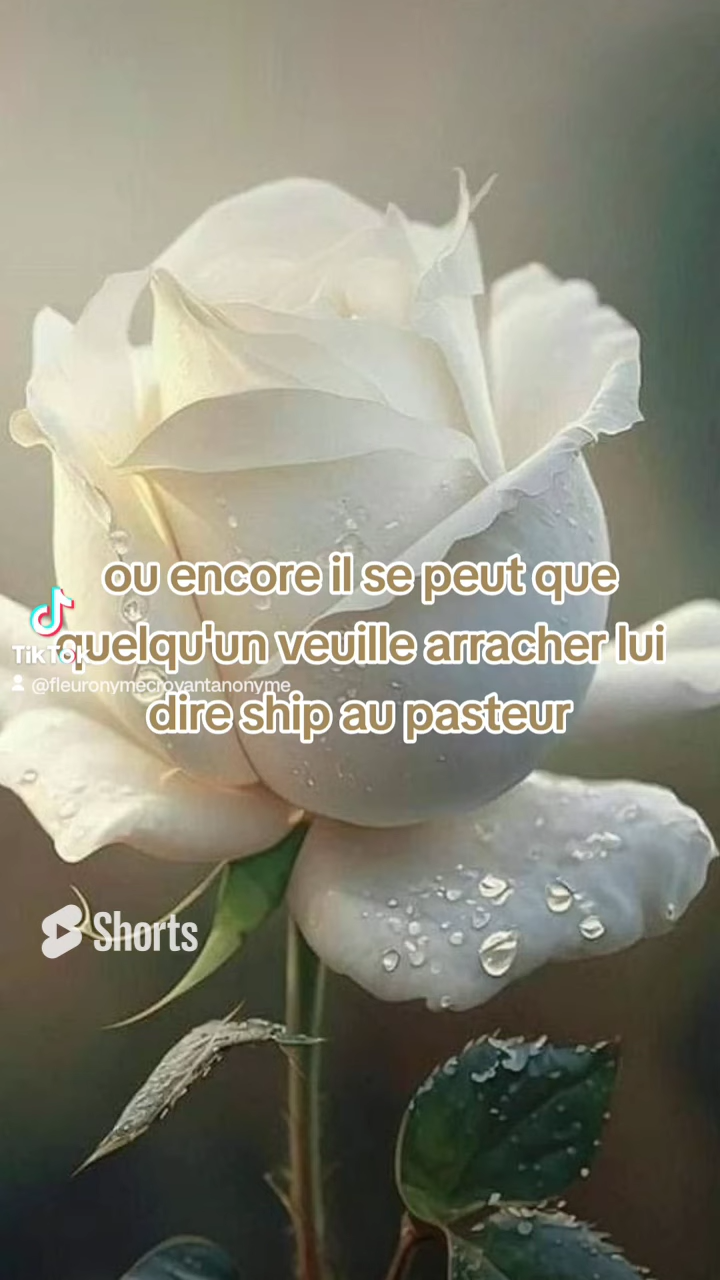 ou encore il se peut que
quelqu'un veuille arracher lui
dire ship au pasteur
TikTok
@fleuronymecroyantanonyme
Shorts